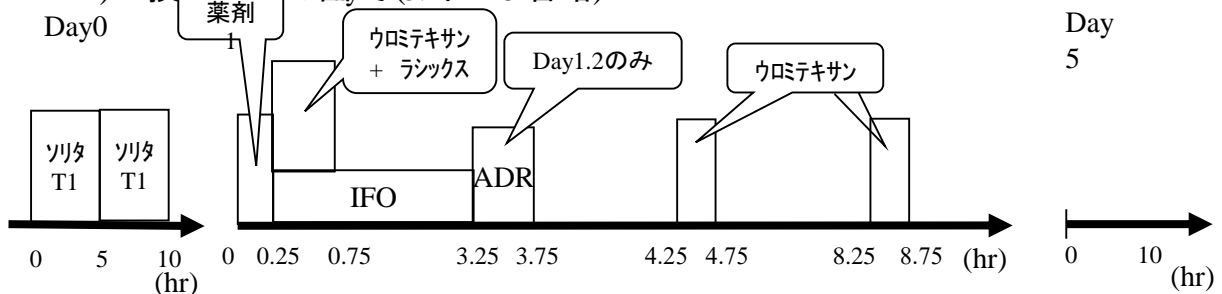 Day0
薬剤
1
ウロミテキサン
+ ラシックス
Day1.2のみ
ウロミテキサン
Day
5
ソリタ
T1
ソリタ
T1
IFO
ADR
0 5 10
(hr)
0 0.25 0.75 3.25 3.75 4.25 4.75 8.25 8.75 (hr)
0 10
(hr)